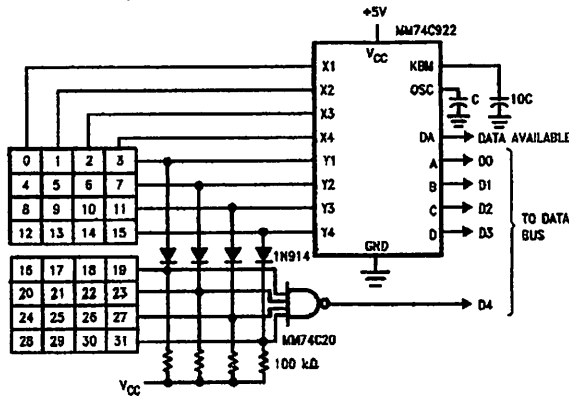 +5V
MM74C922
VCC
X1
X2
X3
X4
Y1
Y2
Y3
Y4
GND
KBM
OSC
C
10C
DA
DATA AVAILABLE
A
D0
B
D1
C
D2
D
D3
TO DATA
BUS
0 1 2 3
4 5 6 7
8 9 10 11
12 13 14 15
1N914
16 17 18 19
20 21 22 23
24 25 26 27
28 29 30 31
MM74C20
D4
100 kΩ
VCC